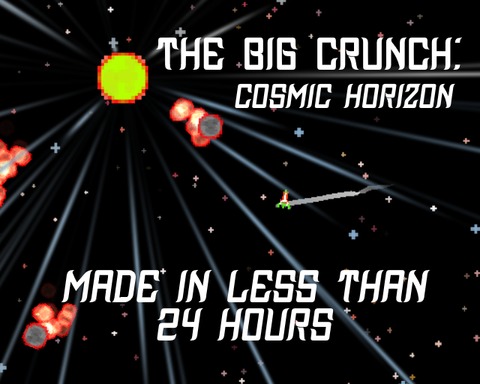 THE BIG CRUNCH:
COSMIC HORIZON
MADE IN LESS THAN
24 HOURS